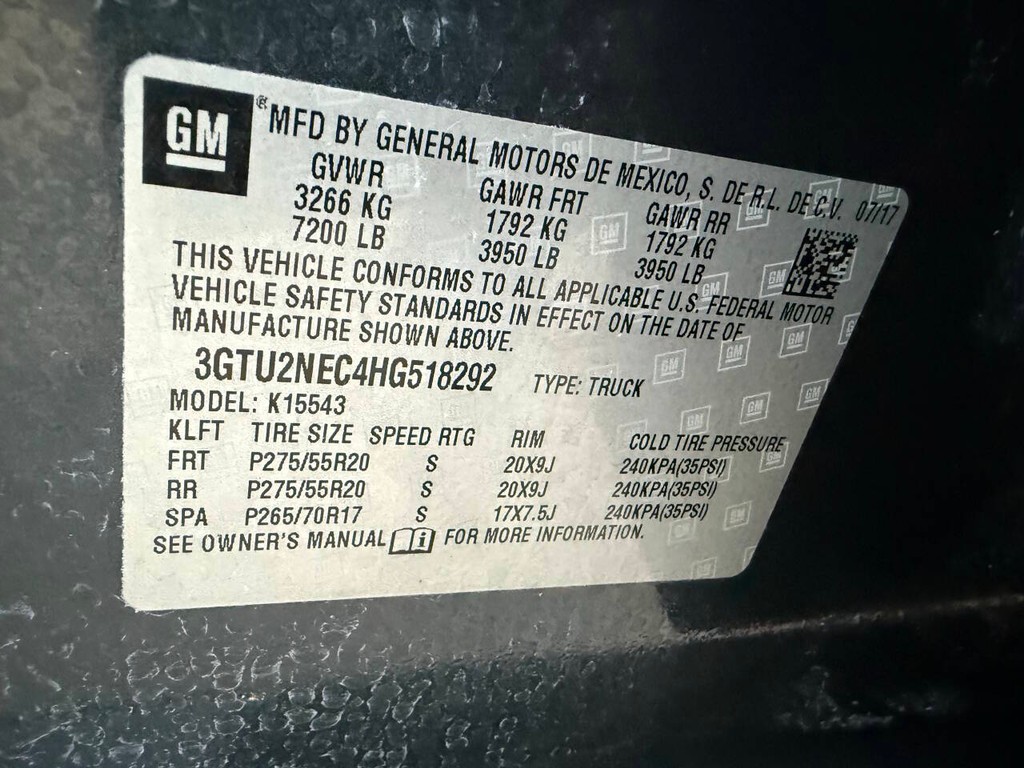 GM ® MFD BY GENERAL MOTORS DE MEXICO, S. DE R.L. DE C.V. 07/17
GVWR GAWR FRT GAWR RR
3266 KG 1792 KG 1792 KG
7200 LB 3950 LB 3950 LB
THIS VEHICLE CONFORMS TO ALL APPLICABLE U.S. FEDERAL MOTOR
VEHICLE SAFETY STANDARDS IN EFFECT ON THE DATE OF
MANUFACTURE SHOWN ABOVE.
3GTU2NEC4HG518292 TYPE: TRUCK
MODEL: K15543
KLFT TIRE SIZE SPEED RTG RIM COLD TIRE PRESSURE
FRT P275/55R20 S 20X9J 240KPA(35PSI)
RR P275/55R20 S 20X9J 240KPA(35PSI)
SPA P265/70R17 S 17X7.5J 240KPA(35PSI)
SEE OWNER'S MANUAL i FOR MORE INFORMATION.